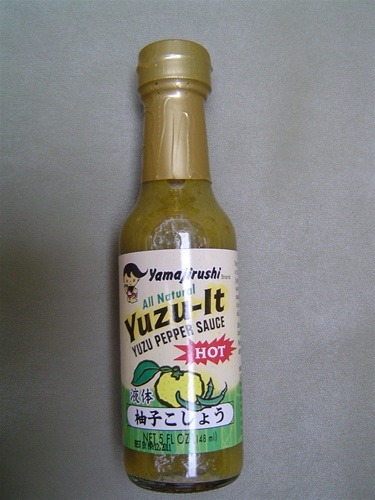 Yamajirushi Brand
All Natural
Yuzu-It
YUZU PEPPER SAUCE
HOT
液体
柚子こしょう
NET 5 FL OZ (148 ml)